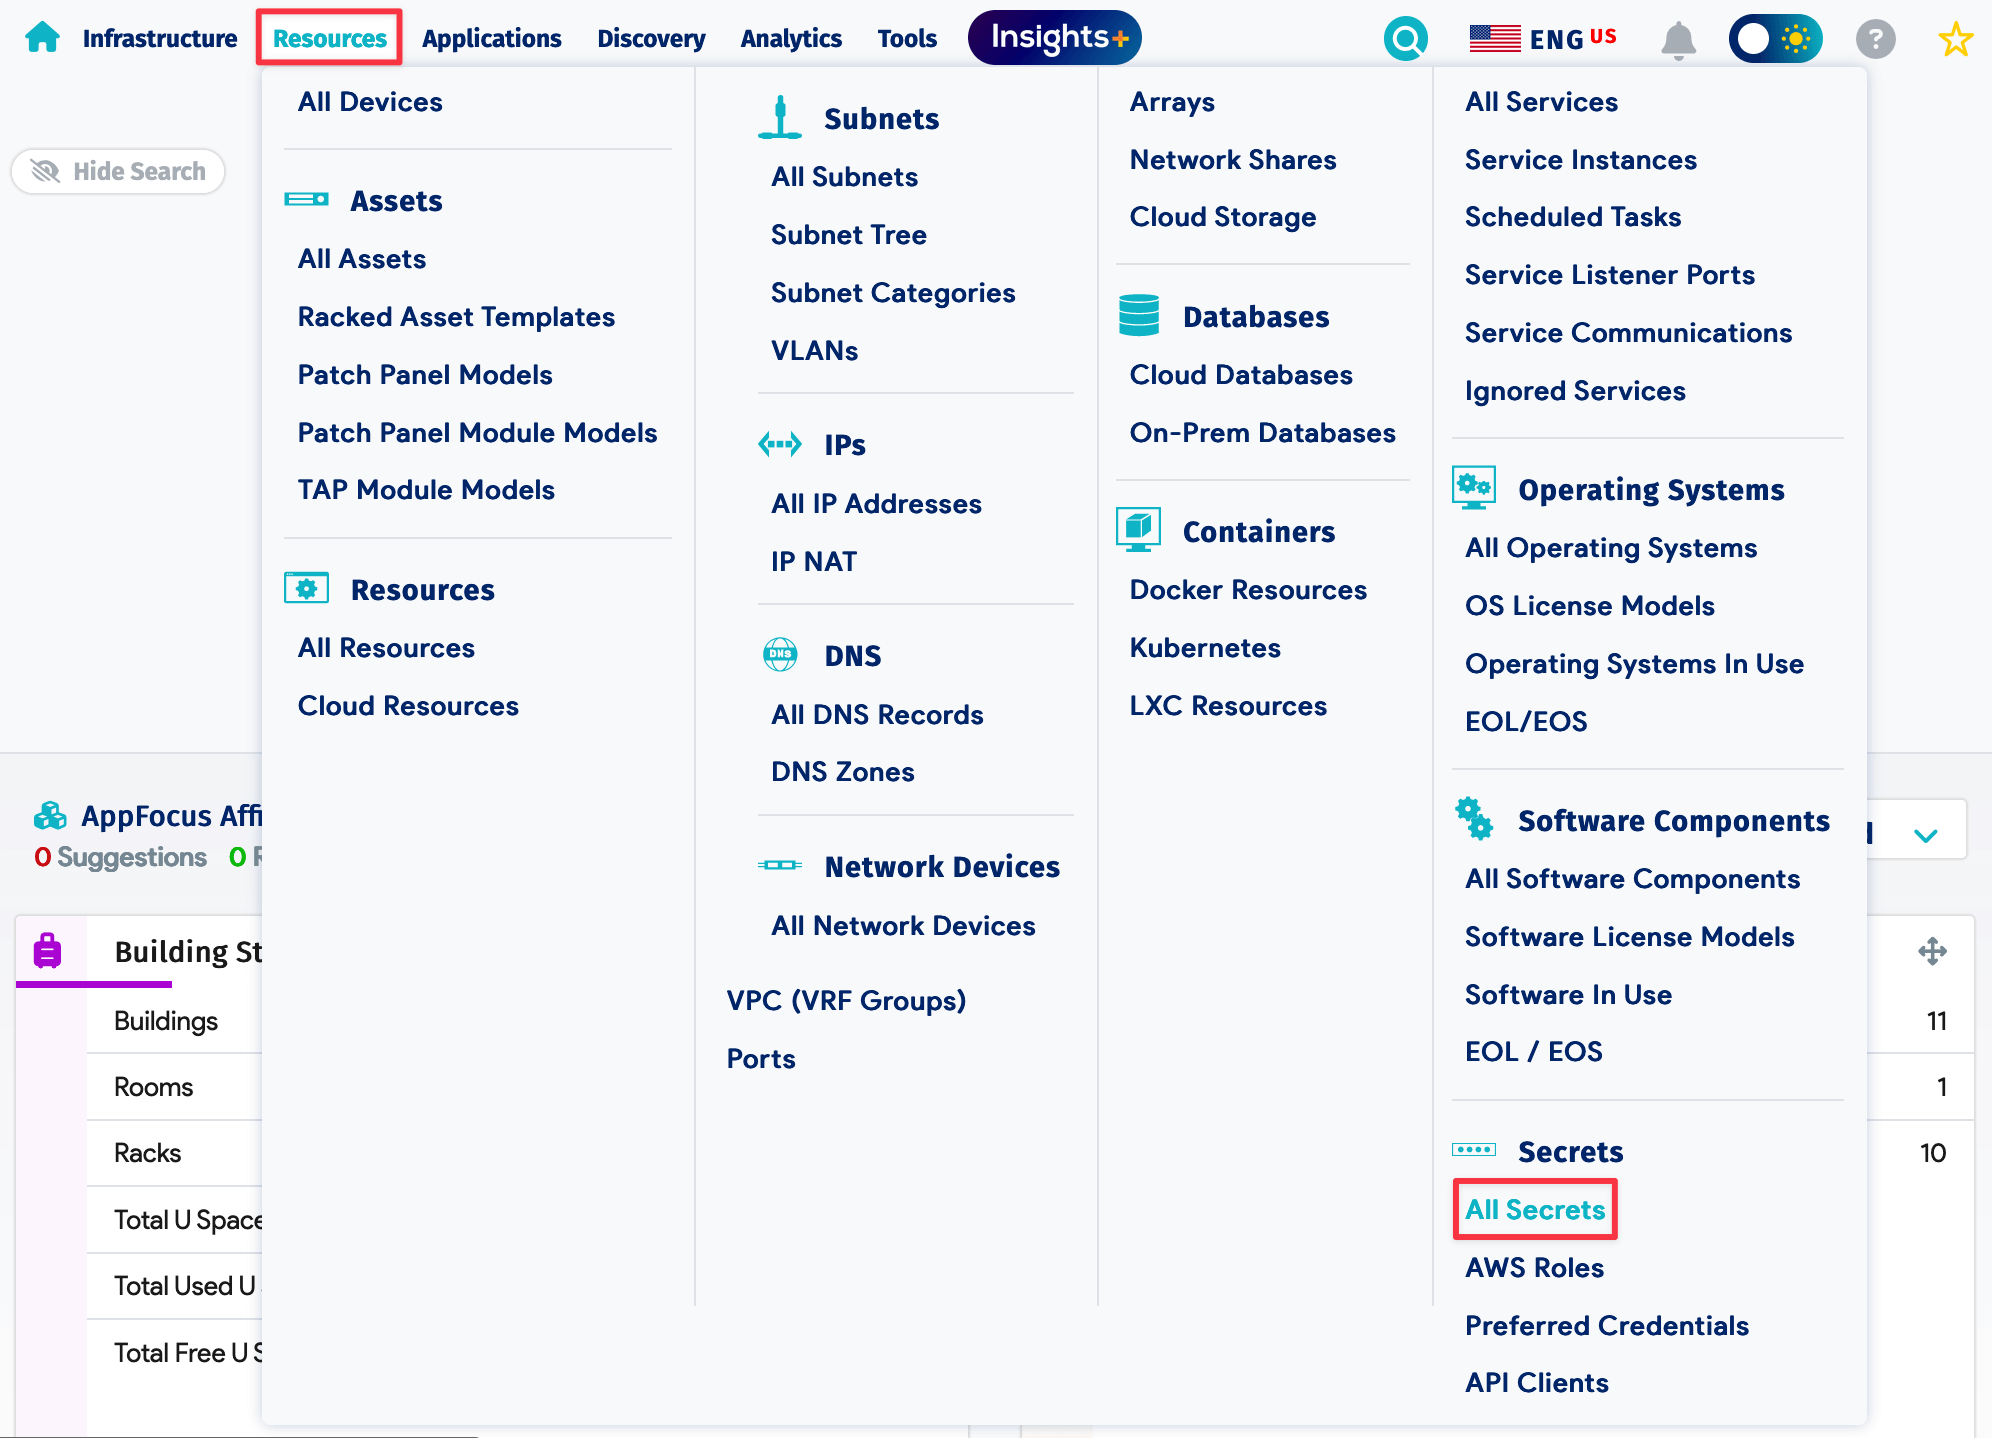 Infrastructure Resources Applications Discovery Analytics Tools Insights+ ENG US ?
Hide Search
All Devices
Assets
All Assets
Racked Asset Templates
Patch Panel Models
Patch Panel Module Models
TAP Module Models
Resources
All Resources
Cloud Resources
Subnets
All Subnets
Subnet Tree
Subnet Categories
VLANs
IPs
All IP Addresses
IP NAT
DNS
DNS
All DNS Records
DNS Zones
Network Devices
All Network Devices
VPC (VRF Groups)
Ports
Arrays
Network Shares
Cloud Storage
Databases
Cloud Databases
On-Prem Databases
Containers
Docker Resources
Kubernetes
LXC Resources
All Services
Service Instances
Scheduled Tasks
Service Listener Ports
Service Communications
Ignored Services
Operating Systems
All Operating Systems
OS License Models
Operating Systems In Use
EOL/EOS
Software Components
All Software Components
Software License Models
Software In Use
EOL / EOS
Secrets
All Secrets
AWS Roles
Preferred Credentials
API Clients
AppFocus Affi
0 Suggestions 0
Building St
Buildings 11
Rooms 1
Racks 10
Total U Space
Total Used U
Total Free U S